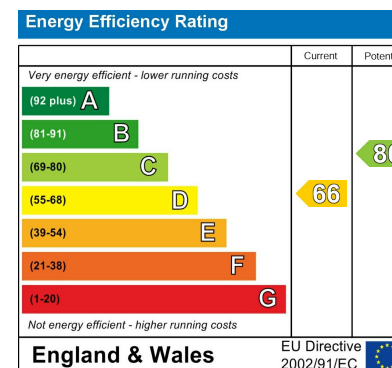 Energy Efficiency Rating
Current Potent
Very energy efficient - lower running costs
(92 plus) A
(81-91) B
(69-80) C
(55-68) D
(39-54) E
(21-38) F
(1-20) G
66
Not energy efficient - higher running costs
England & Wales
EU Directive
2002/91/EC